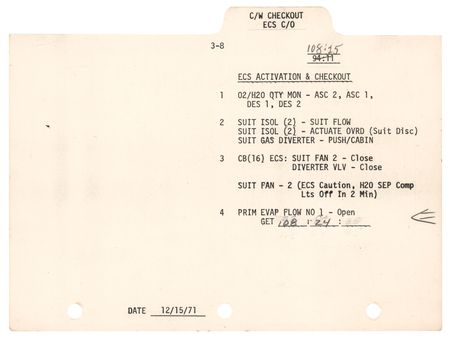 C/W CHECKOUT
ECS C/O
3-8
108:15
94:11
ECS ACTIVATION & CHECKOUT
1 O2/H2O QTY MON - ASC 2, ASC 1,
DES 1, DES 2
2 SUIT ISOL (2) - SUIT FLOW
SUIT ISOL (2) - ACTUATE OVRD (Suit Disc)
SUIT GAS DIVERTER - PUSH/CABIN
3 CB(16) ECS: SUIT FAN 2 - Close
DIVERTER VLV - Close
SUIT FAN - 2 (ECS Caution, H2O SEP Comp
Lts Off In 2 Min)
4 PRIM EVAP FLOW NO 1 - Open
GET 108 : 24 :
DATE 12/15/71